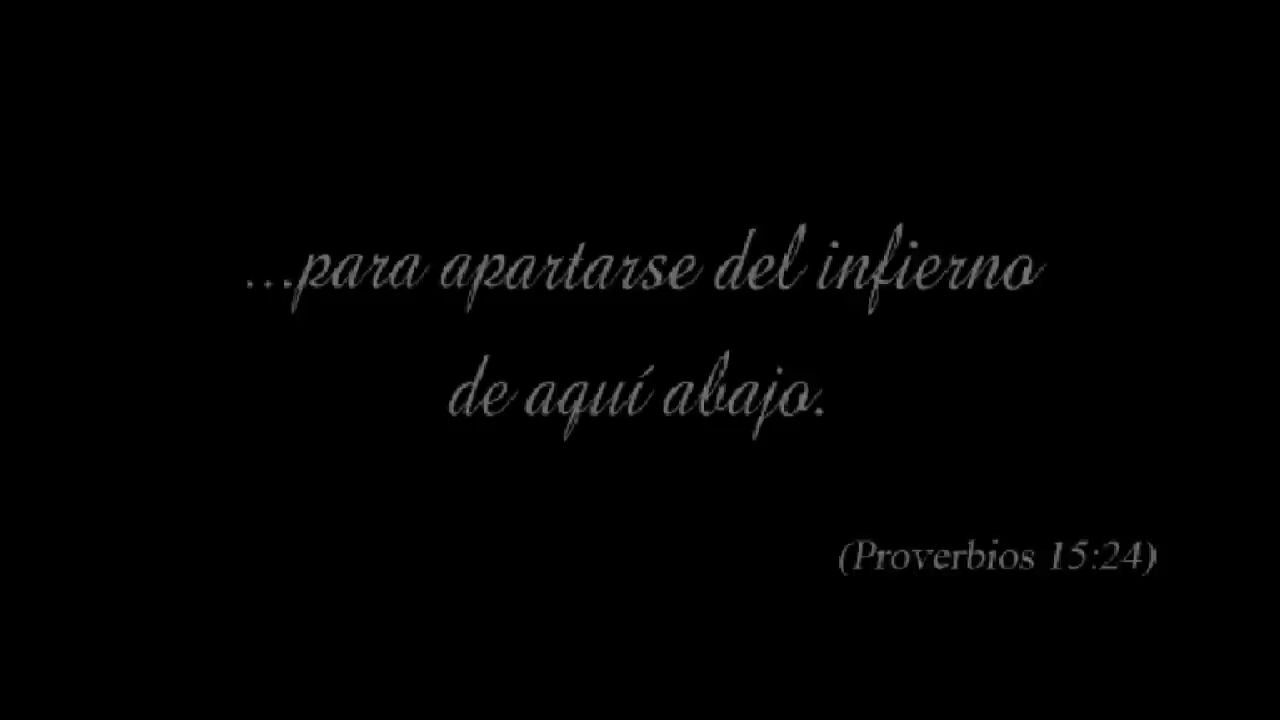 ...para apartarse del infierno
de aquí abajo.
(Proverbios 15:24)